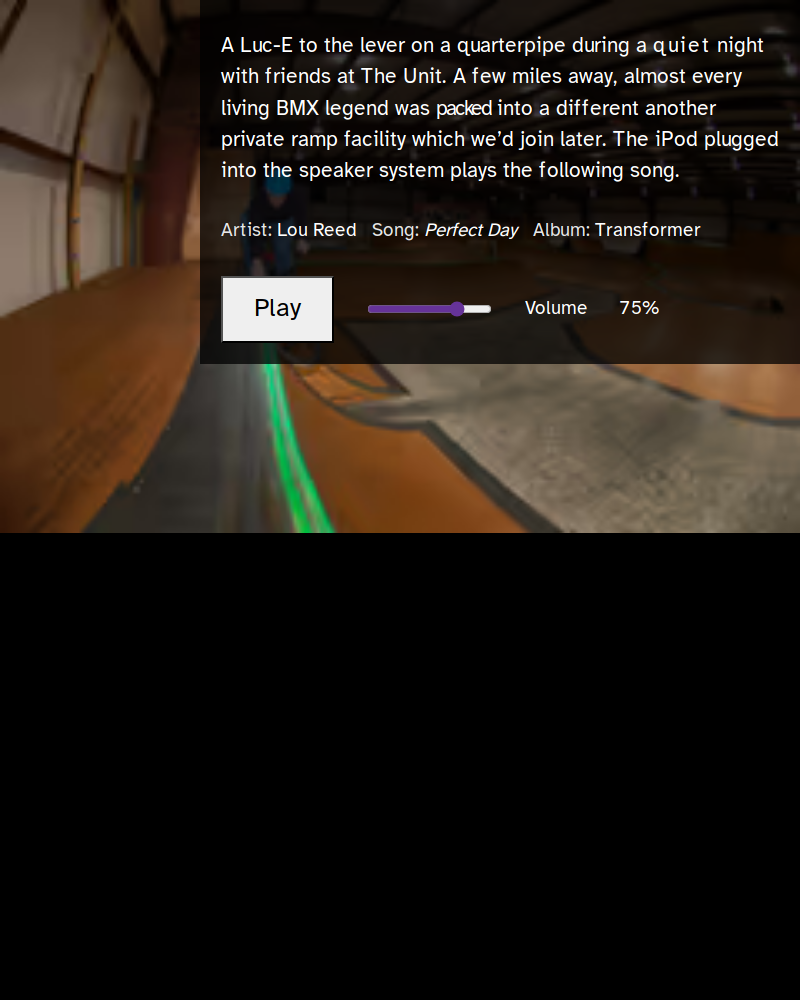 A Luc-E to the lever on a quarterpipe during a quiet night
with friends at The Unit. A few miles away, almost every
living BMX legend was packed into a different another
private ramp facility which we’d join later. The iPod plugged
into the speaker system plays the following song.
Artist: Lou Reed Song: Perfect Day Album: Transformer
Play Volume 75%